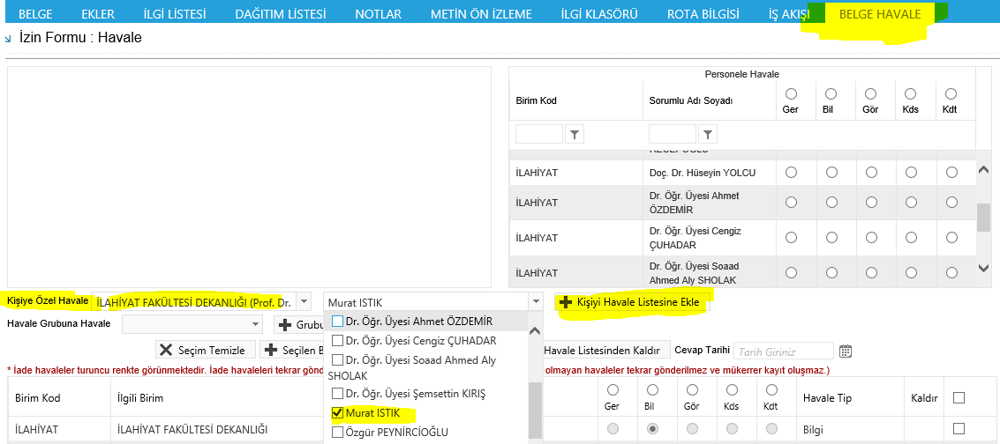 BELGE EKLER İLGİ LİSTESİ DAĞITIM LİSTESİ NOTLAR METİN ÖN İZLEME İLGİ KLASÖRÜ ROTA BİLGİSİ İŞ AKIŞI BELGE HAVALE
İzin Formu : Havale
Personele Havale
Birim Kod Sorumlu Adı Soyadı Ger Bil Gör Kds Kdt
İLAHİYAT Doç. Dr. Hüseyin YOLCU
İLAHİYAT Dr. Öğr. Üyesi Ahmet
ÖZDEMİR
İLAHİYAT Dr. Öğr. Üyesi Cengiz
ÇUHADAR
İLAHİYAT Dr. Öğr. Üyesi Soaad
Ahmed Aly SHOLAK
Kişiye Özel Havale İLAHİYAT FAKÜLTESİ DEKANLIĞI (Prof. Dr. Murat ISTIK Kişiyi Havale Listesine Ekle
Havale Grubuna Havale Grubu
Dr. Öğr. Üyesi Ahmet ÖZDEMİR
Dr. Öğr. Üyesi Cengiz ÇUHADAR
Dr. Öğr. Üyesi Soaad Ahmed Aly
SHOLAK
Dr. Öğr. Üyesi Şemsettin KIRIŞ
Murat ISTIK
Özgür PEYNİRCİOĞLU
Seçim Temizle Seçilen B Havale Listesinden Kaldır Cevap Tarihi Tarih Giriniz
* İade havaleler turuncu renkte görünmektedir. İade havaleleri tekrar gönd olmayan havaleler tekrar gönderilmez ve mükerrer kayıt oluşmaz.)
Birim Kod İlgili Birim Ger Bil Gör Kds Kdt Havale Tip Kaldır
İLAHİYAT İLAHİYAT FAKÜLTESİ DEKANLIĞI Bilgi